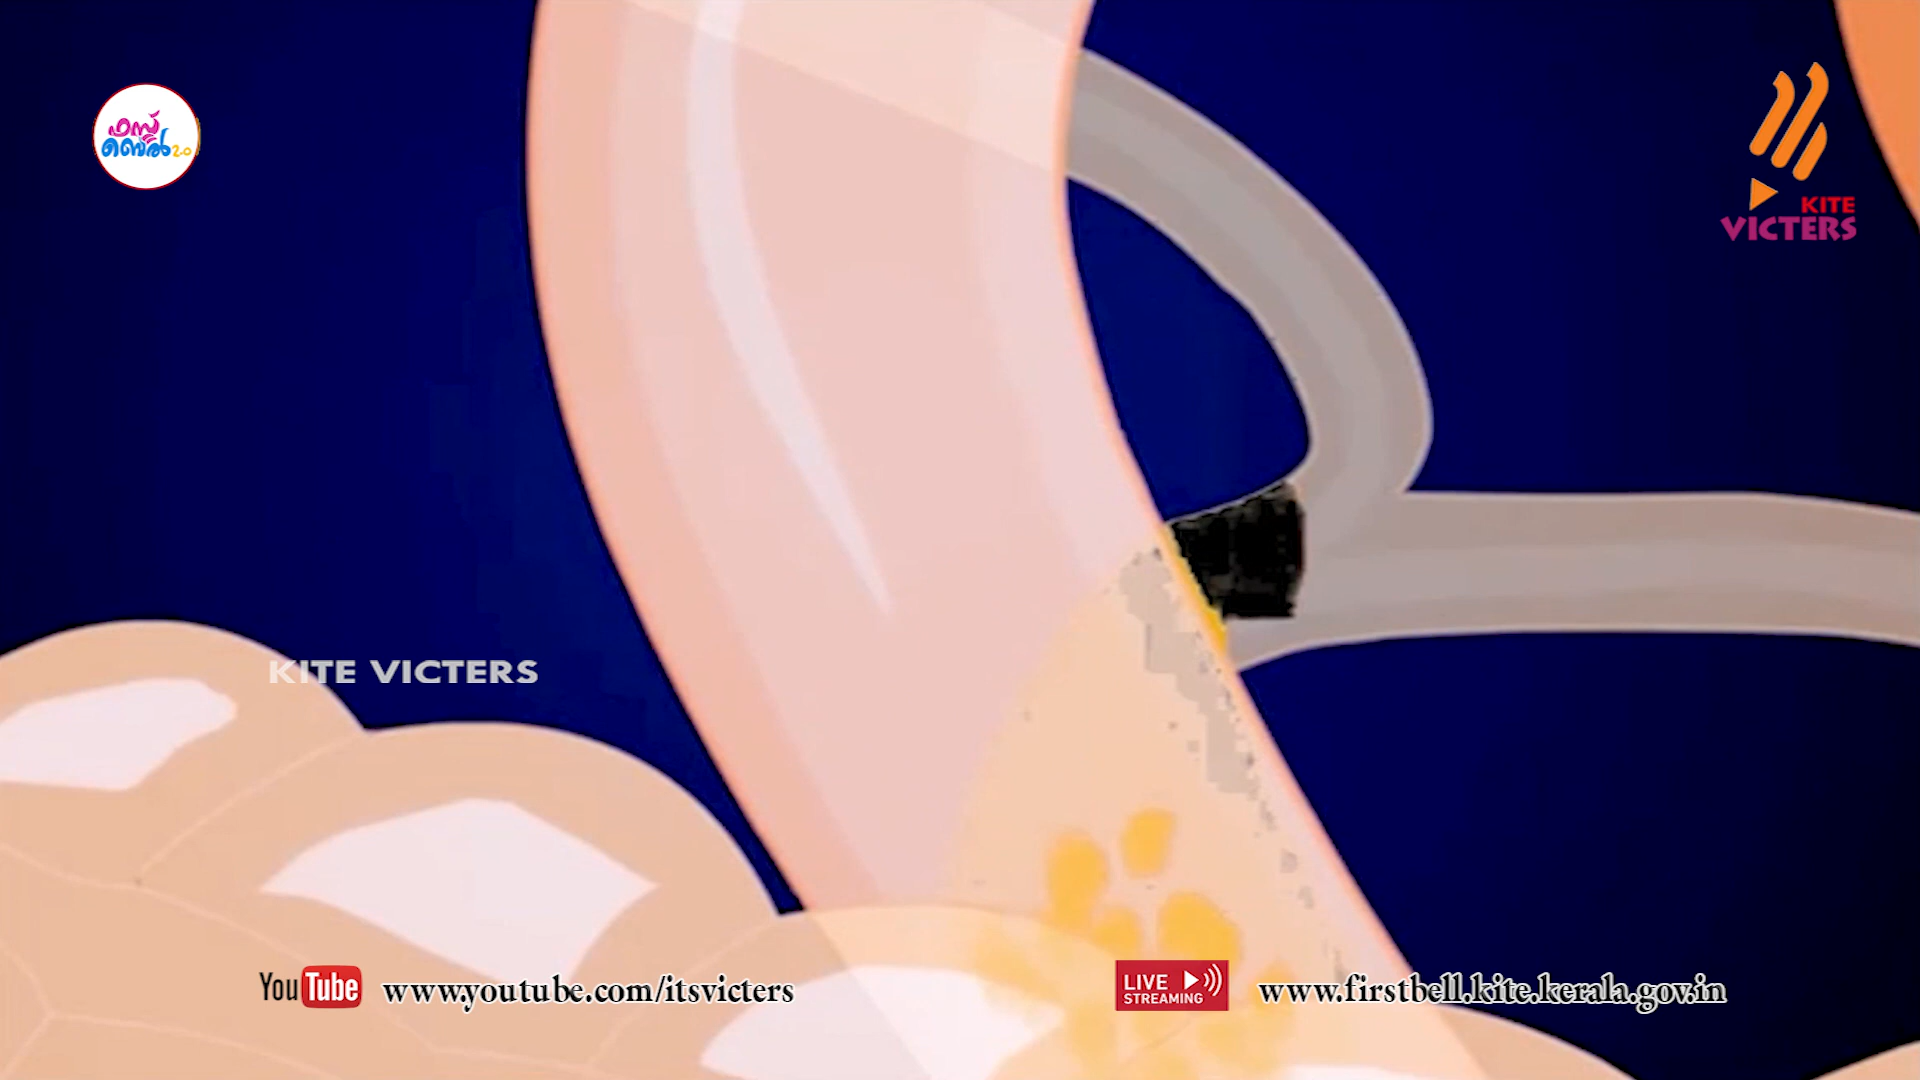 ഫസ്റ്റ്
ബെൽ 2.0
KITE
VICTERS
KITE VICTERS
YouTube www.youtube.com/itsvicters
LIVE STREAMING www.firstbell.kite.kerala.gov.in